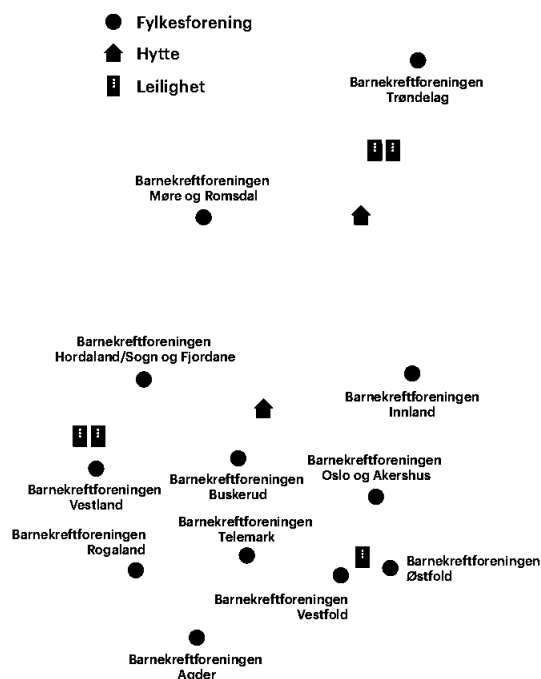 Fylkesforening
Hytte
Leilighet
Barnekreftforeningen
Trøndelag
Barnekreftforeningen
Møre og Romsdal
Barnekreftforeningen
Hordaland/Sogn og Fjordane
Barnekreftforeningen
Innland
Barnekreftforeningen
Oslo og Akershus
Barnekreftforeningen
Buskerud
Barnekreftforeningen
Vestland
Barnekreftforeningen
Telemark
Barnekreftforeningen
Rogaland
Barnekreftforeningen
Østfold
Barnekreftforeningen
Vestfold
Barnekreftforeningen
Agder